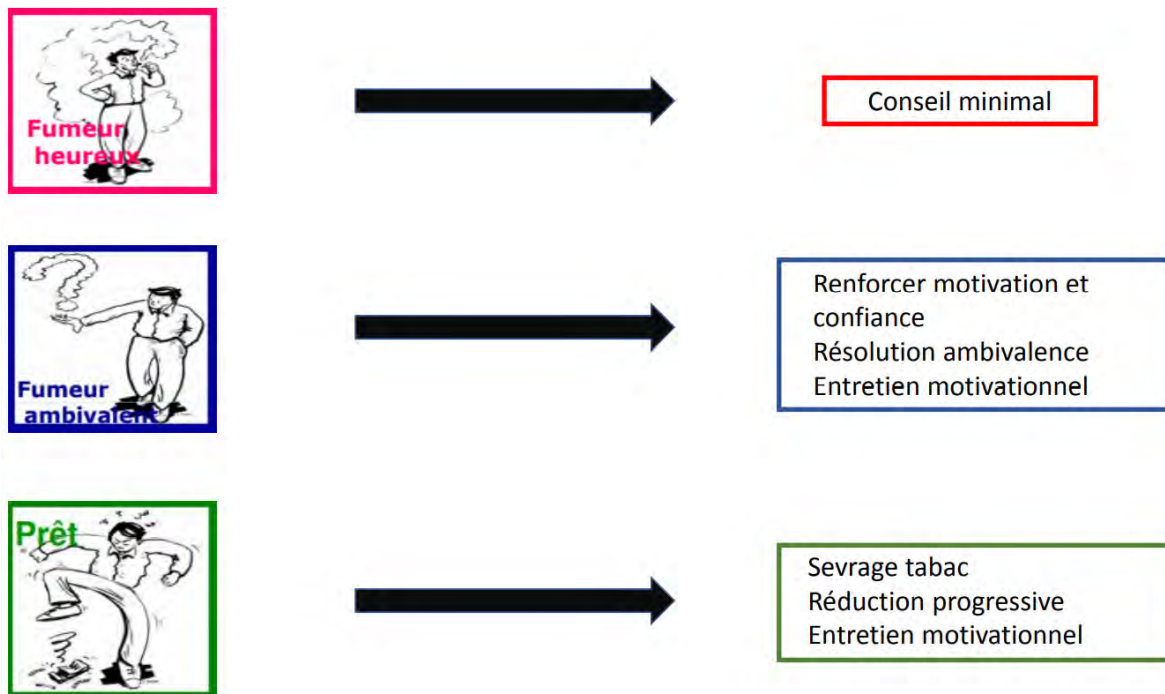 Fumeur
heureux
Conseil minimal
Fumeur
ambivalent
Renforcer motivation et
confiance
Résolution ambivalence
Entretien motivationnel
Prêt
Sevrage tabac
Réduction progressive
Entretien motivationnel